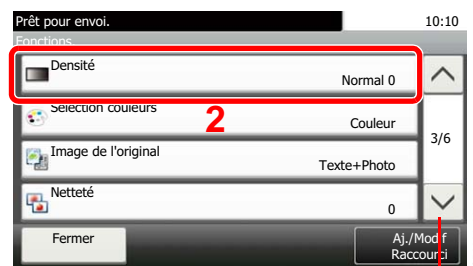 Prêt pour envoi. 10:10
Fonctions
Densité
Normal 0
Sélection couleurs
2
Couleur
3/6
Image de l'original
Texte+Photo
Netteté
0
Fermer
Aj./Modif
Raccourci